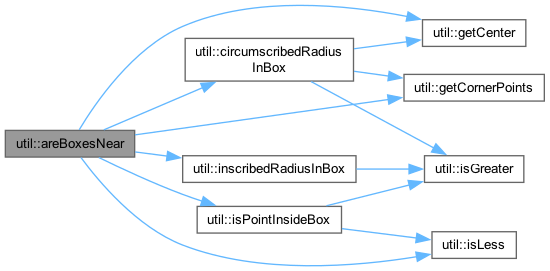 util::areBoxesNear
util::circumscribedRadius
InBox
util::inscribedRadiusInBox
util::isPointInsideBox
util::getCenter
util::getCornerPoints
util::isGreater
util::isLess